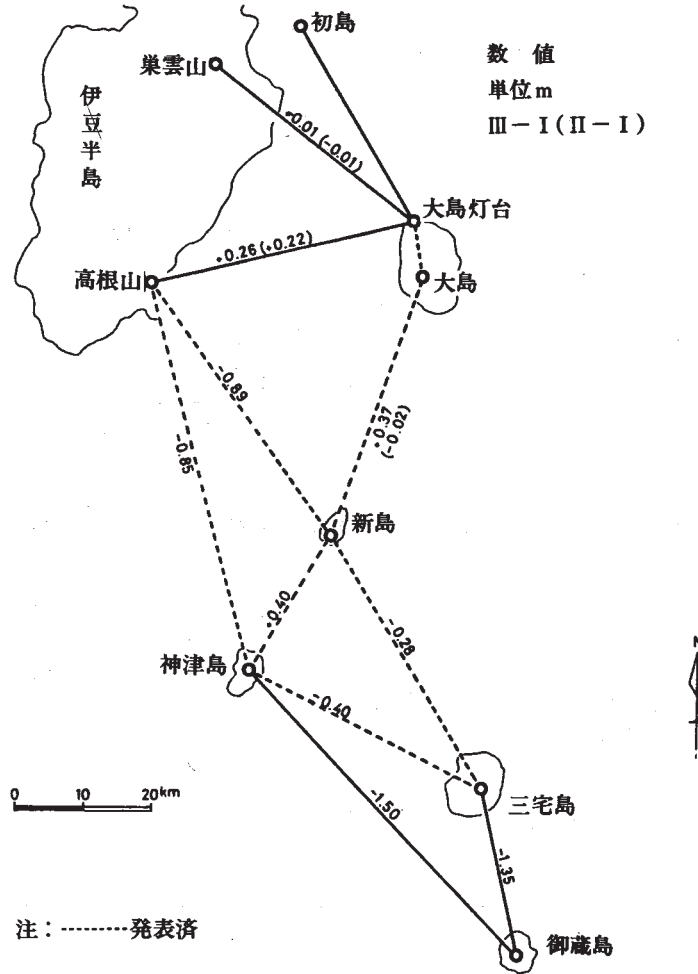 初島
巣雲山
数 値
単位m
Ⅲ－Ⅰ(Ⅱ－Ⅰ)
伊豆半島
+0.01(-0.01)
大島灯台
+0.26(+0.22)
高根山
大島
-0.89
+0.37
(-0.02)
-0.85
新島
+0.40
-0.28
神津島
-0.40
0 10 20km
三宅島
-1.50
-1.35
注：--------発表済
御蔵島